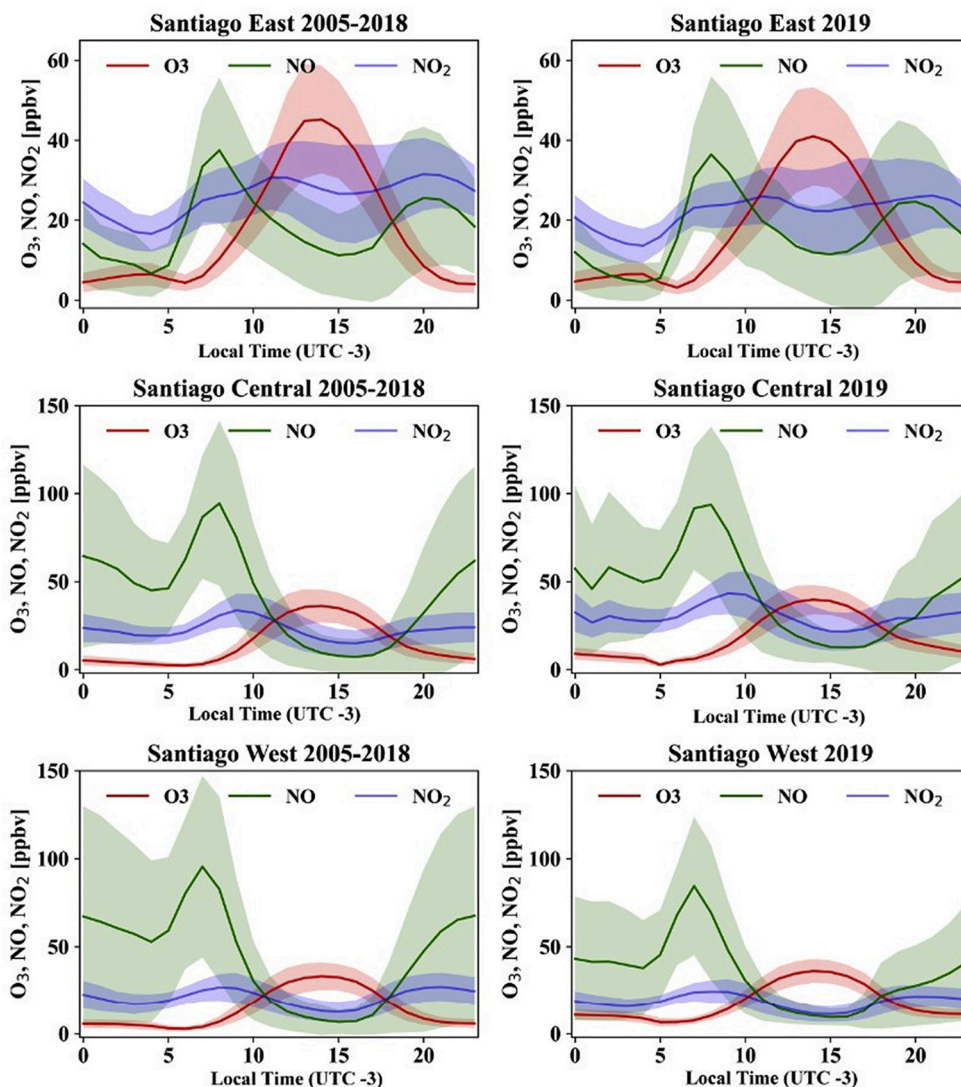 Santiago East 2005-2018
O3 NO NO₂
O₃, NO, NO₂ [ppbv]
60
40
20
0
0 5 10 15 20
Local Time (UTC -3)
Santiago East 2019
O3 NO NO₂
O₃, NO, NO₂ [ppbv]
60
40
20
0
0 5 10 15 20
Local Time (UTC -3)
Santiago Central 2005-2018
O3 NO NO₂
O₃, NO, NO₂ [ppbv]
150
100
50
0
0 5 10 15 20
Local Time (UTC -3)
Santiago Central 2019
O3 NO NO₂
O₃, NO, NO₂ [ppbv]
150
100
50
0
0 5 10 15 20
Local Time (UTC -3)
Santiago West 2005-2018
O3 NO NO₂
O₃, NO, NO₂ [ppbv]
150
100
50
0
0 5 10 15 20
Local Time (UTC -3)
Santiago West 2019
O3 NO NO₂
O₃, NO, NO₂ [ppbv]
150
100
50
0
0 5 10 15 20
Local Time (UTC -3)